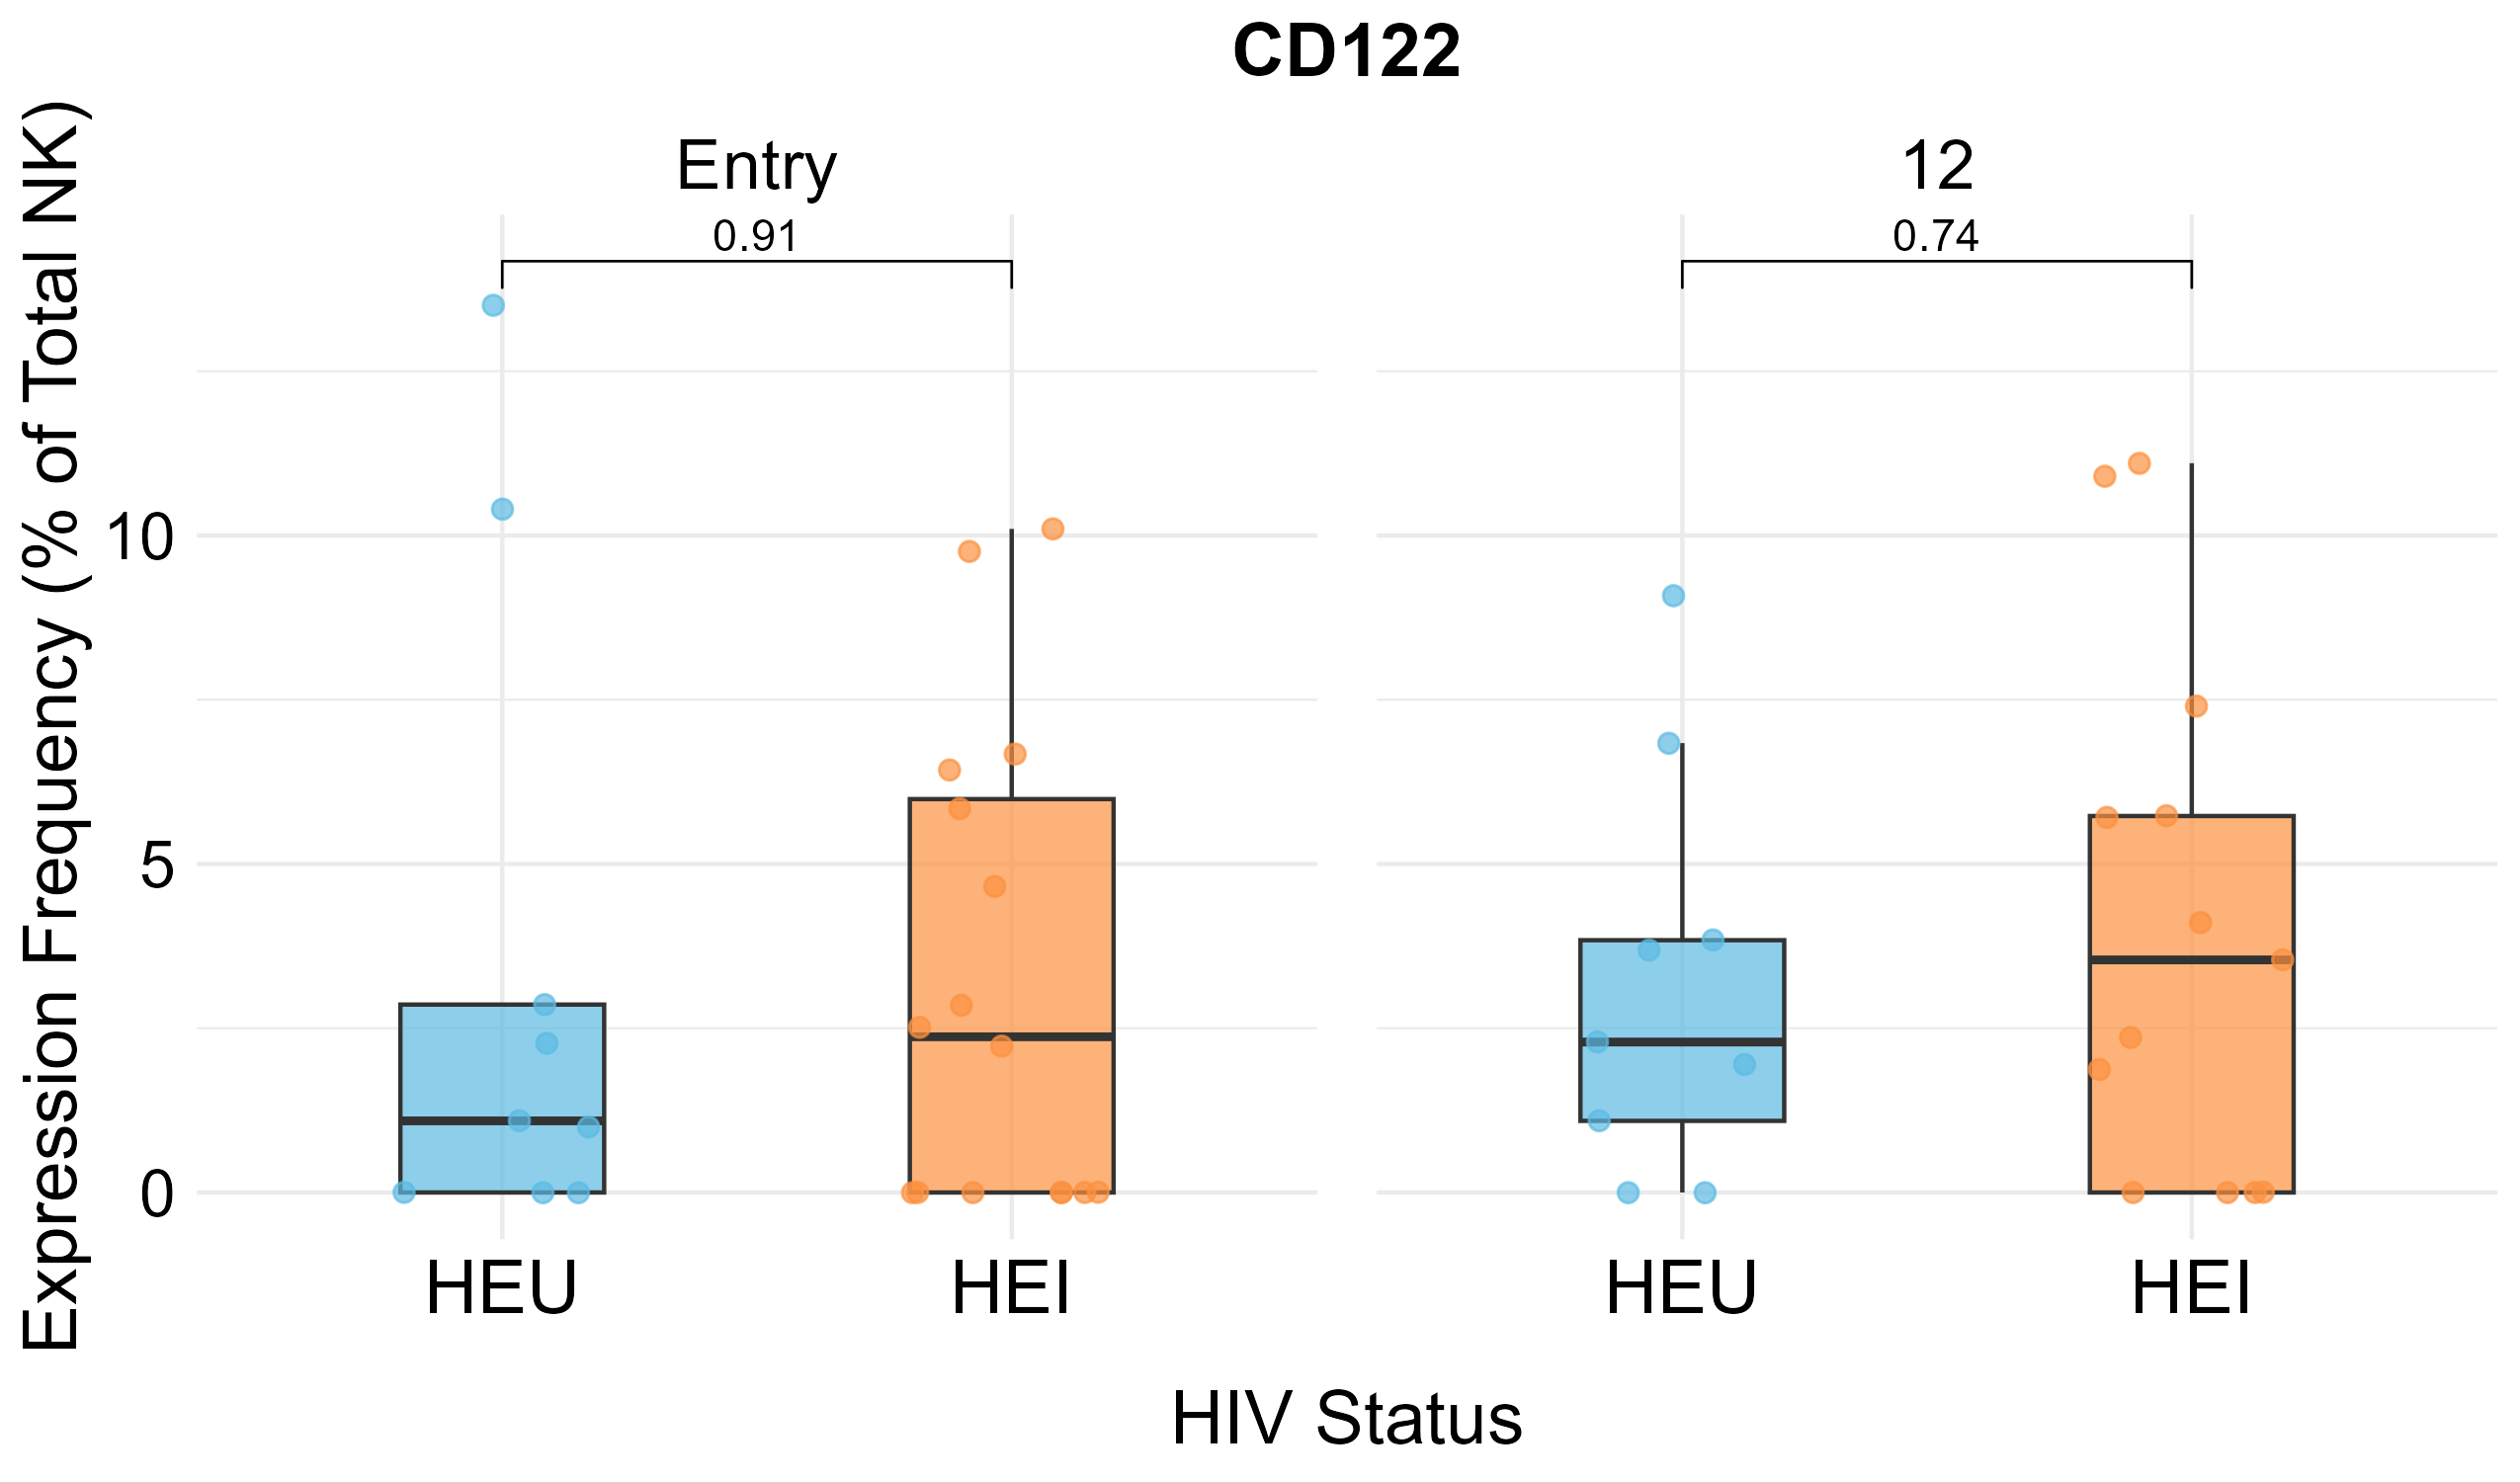 CD122
Entry
12
0.91
0.74
Expression Frequency (% of Total NK)
10
5
0
HEU
HEI
HEU
HEI
HIV Status